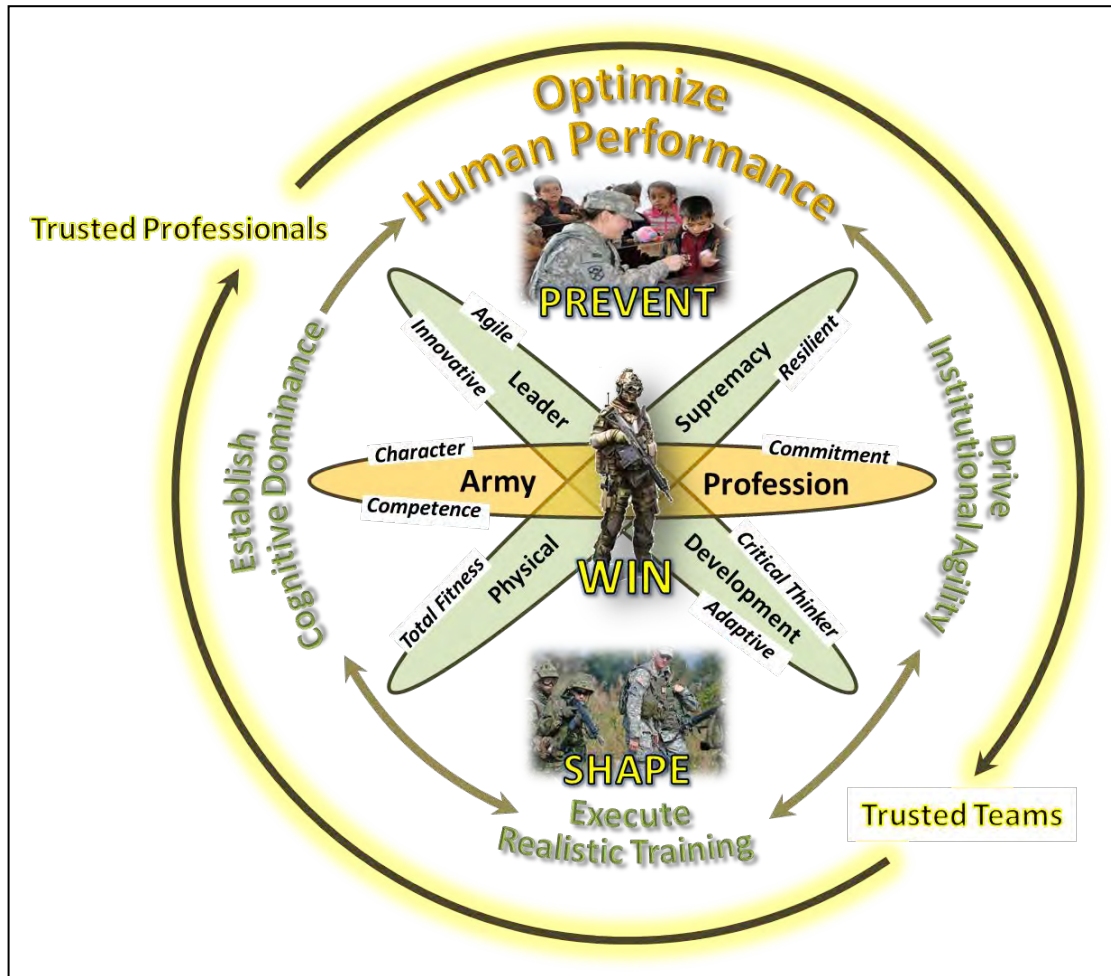 Optimize
Human Performance
Trusted Professionals
PREVENT
Agile
Innovative
Leader
Supremacy
Resilient
Establish
Cognitive Dominance
Drive
Institutional Agility
Character
Commitment
Army
Profession
Competence
Physical
Total Fitness
WIN
Critical Thinker
Development
Adaptive
SHAPE
Execute
Realistic Training
Trusted Teams